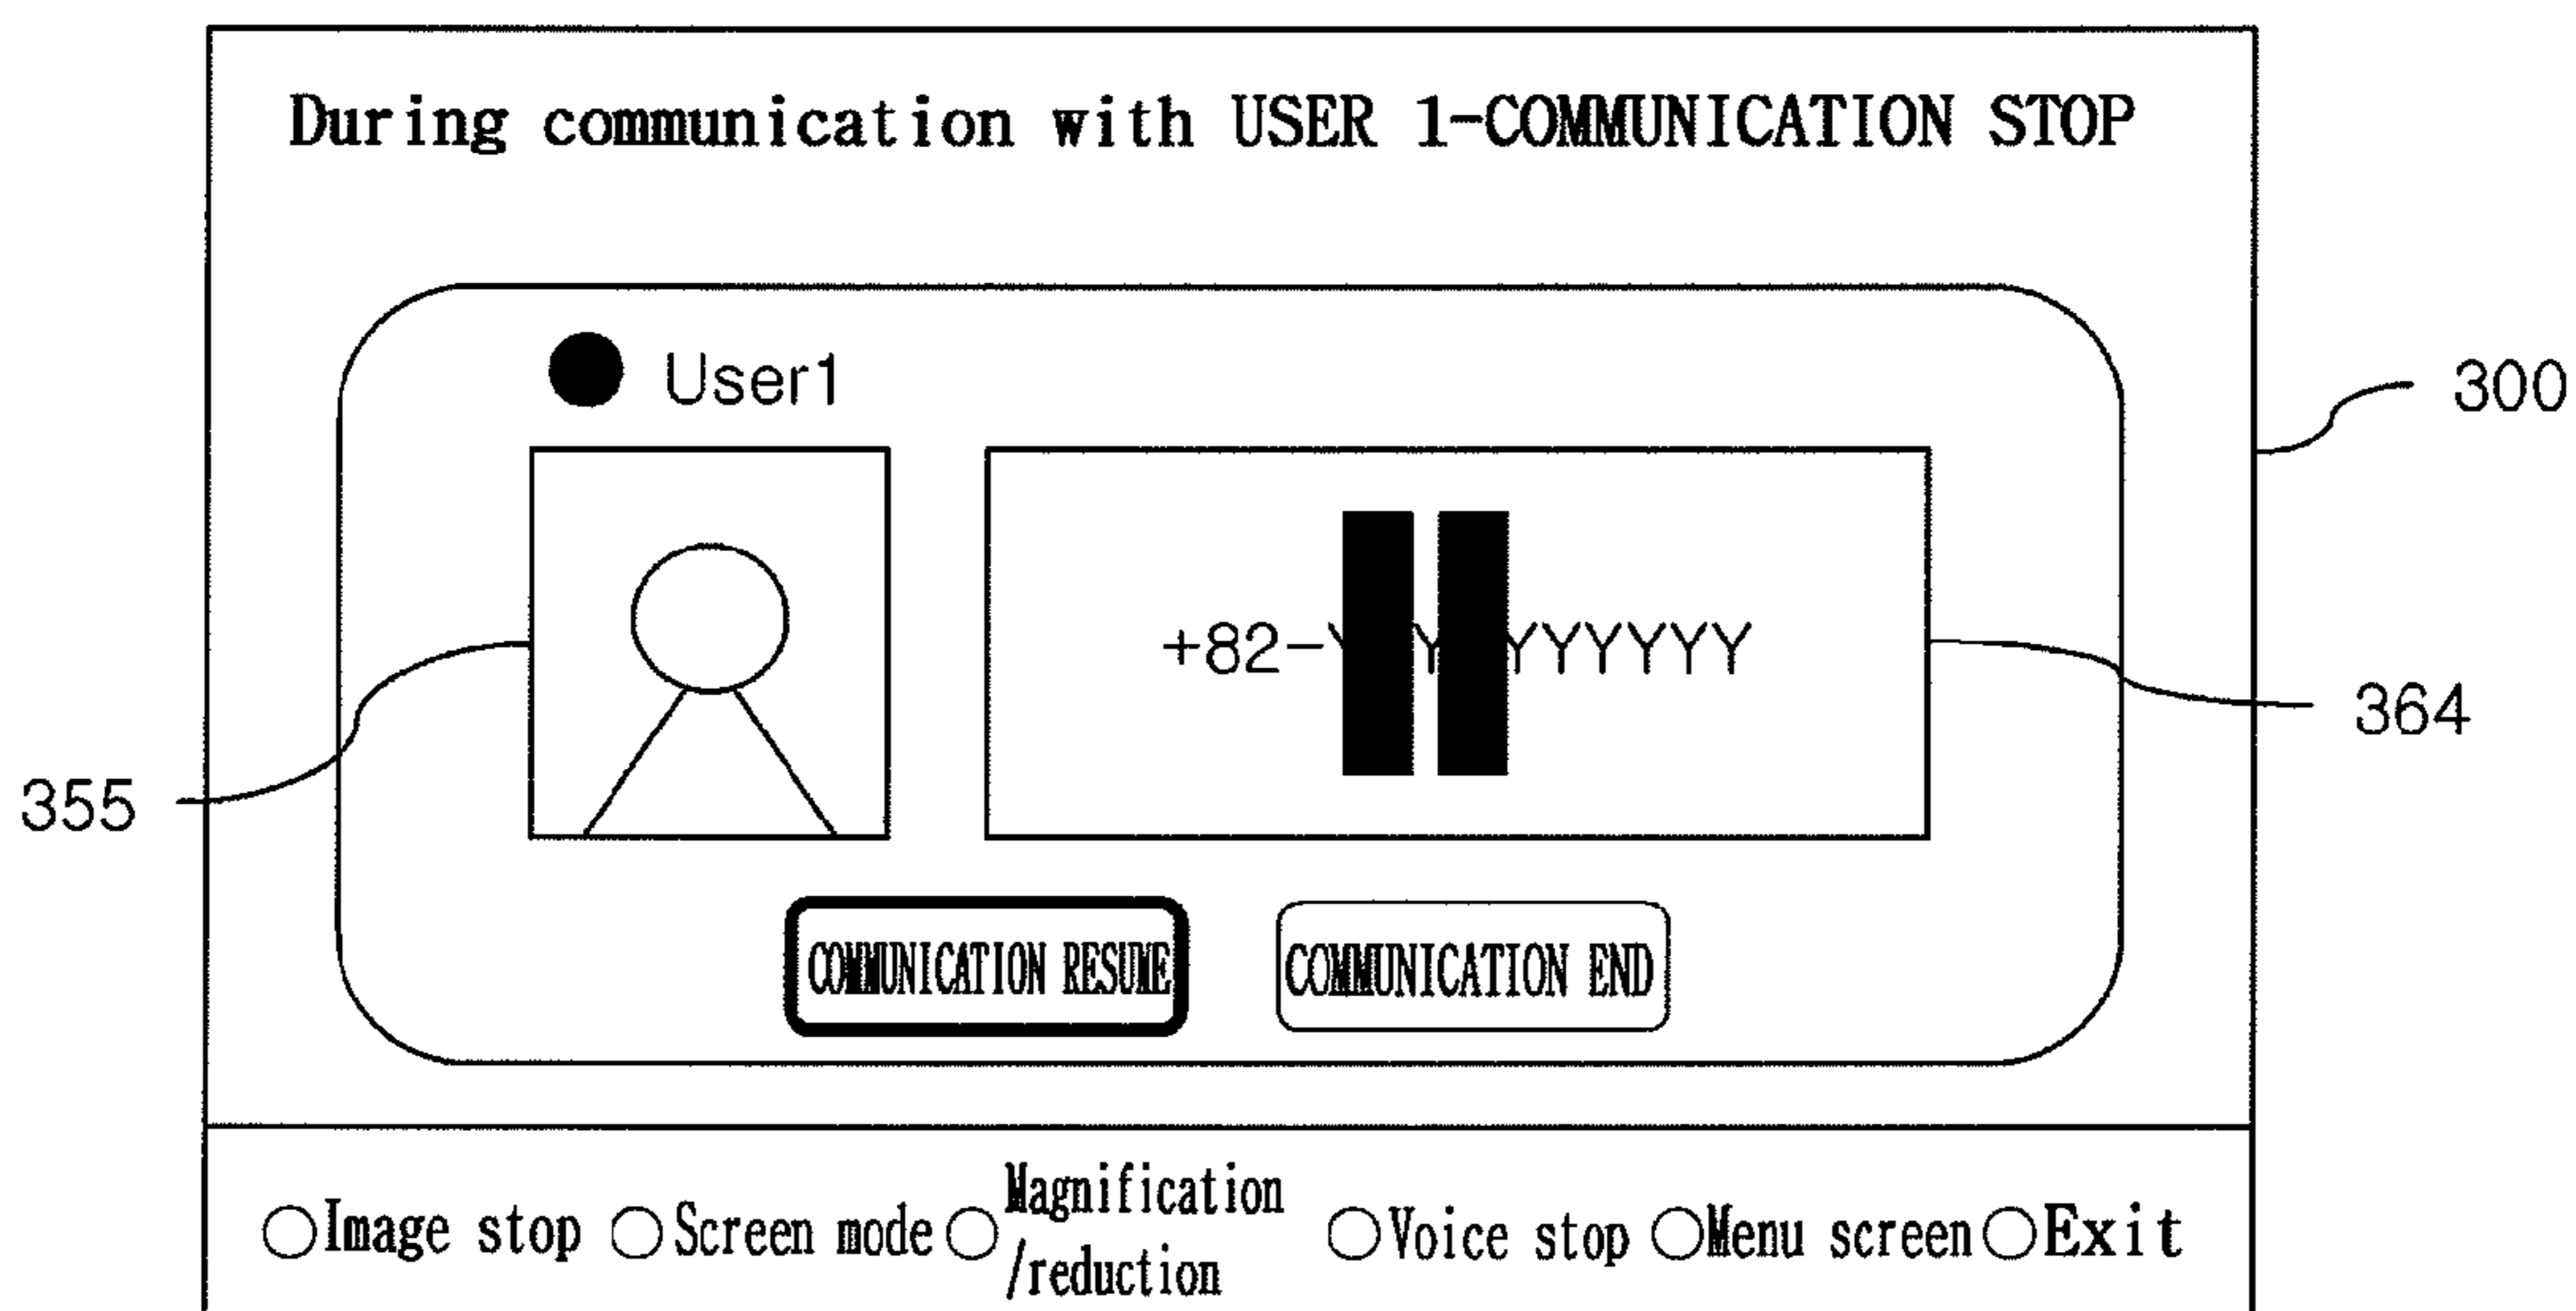 During communication with USER 1-COMMUNICATION STOP
User1
300
+82-YYYYYYYY
364
355
COMMUNICATION RESUME
COMMUNICATION END
Image stop
Screen mode
Magnification
/reduction
Voice stop
Menu screen
Exit